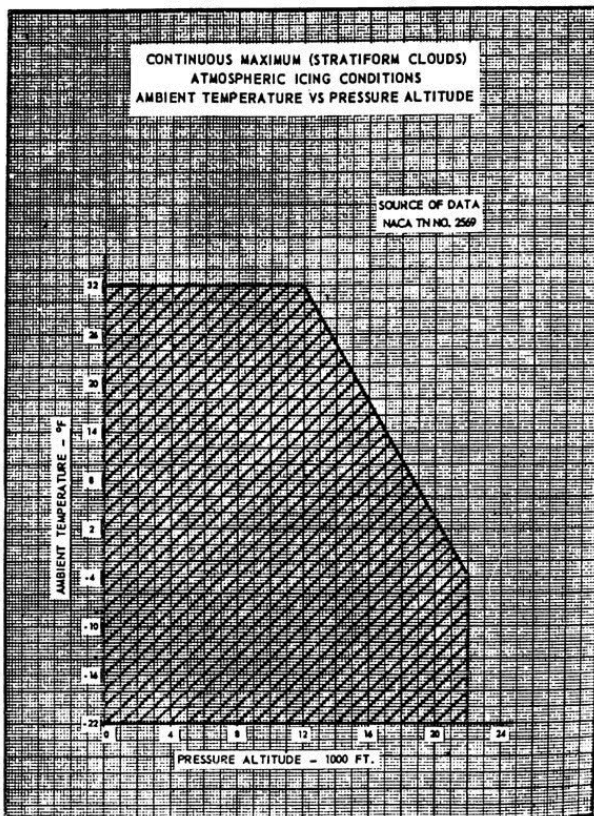 CONTINUOUS MAXIMUM (STRATIFORM CLOUDS)
ATMOSPHERIC ICING CONDITIONS
AMBIENT TEMPERATURE VS PRESSURE ALTITUDE
SOURCE OF DATA
NACA TN NO. 2569
32
26
20
14
8
2
-4
-10
-16
-22
AMBIENT TEMPERATURE - °F
0 4 8 12 16 20 24
PRESSURE ALTITUDE - 1000 FT.